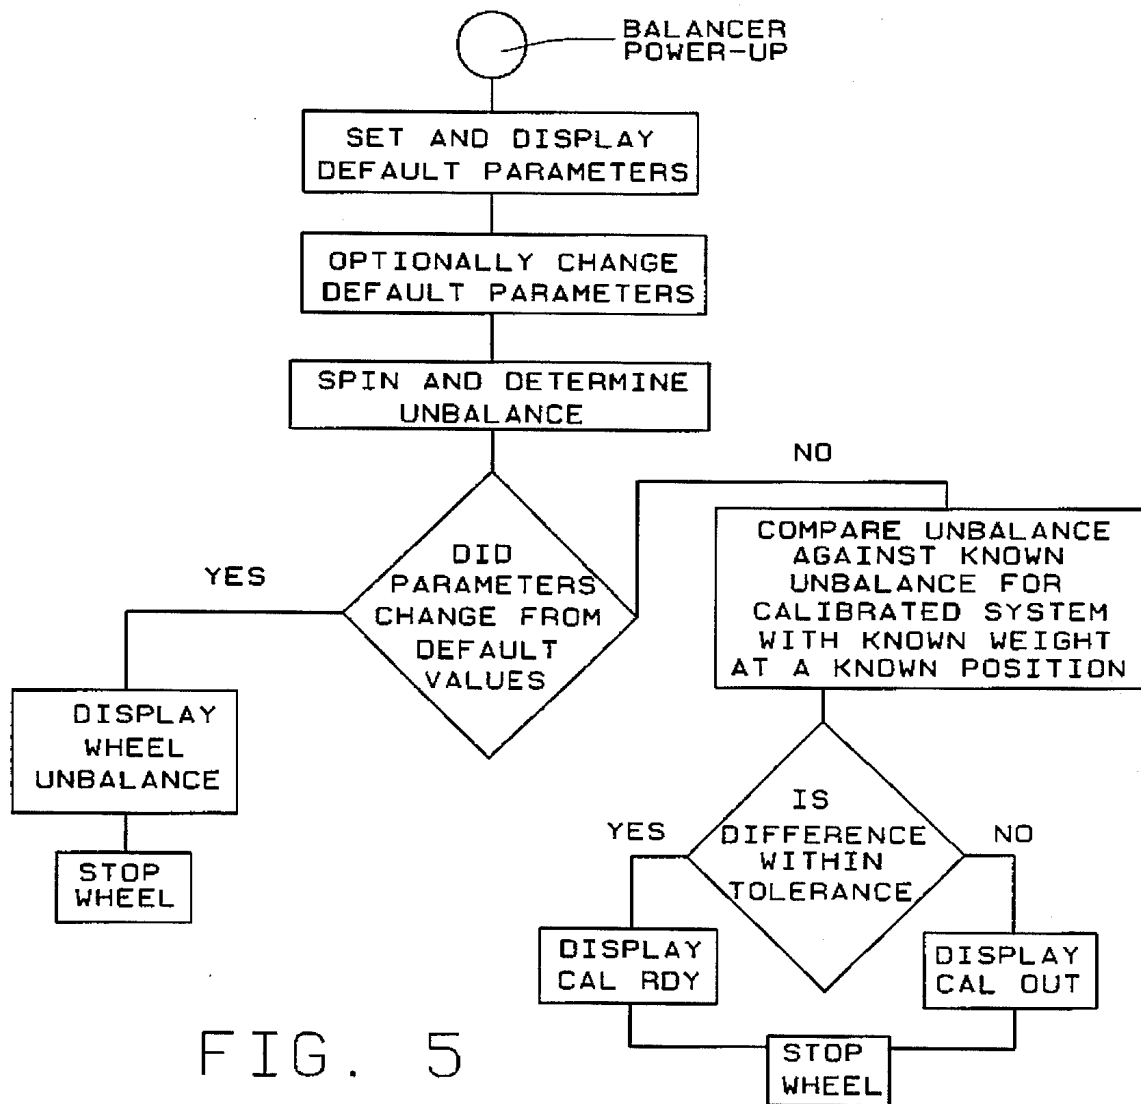 BALANCER
POWER-UP
SET AND DISPLAY
DEFAULT PARAMETERS
OPTIONALLY CHANGE
DEFAULT PARAMETERS
SPIN AND DETERMINE
UNBALANCE
NO
COMPARE UNBALANCE
AGAINST KNOWN
UNBALANCE FOR
CALIBRATED SYSTEM
WITH KNOWN WEIGHT
AT A KNOWN POSITION
DID
PARAMETERS
CHANGE FROM
DEFAULT
VALUES
YES
DISPLAY
WHEEL
UNBALANCE
STOP
WHEEL
IS
DIFFERENCE
WITHIN
TOLERANCE
YES
NO
DISPLAY
CAL RDY
DISPLAY
CAL OUT
STOP
WHEEL
FIG. 5